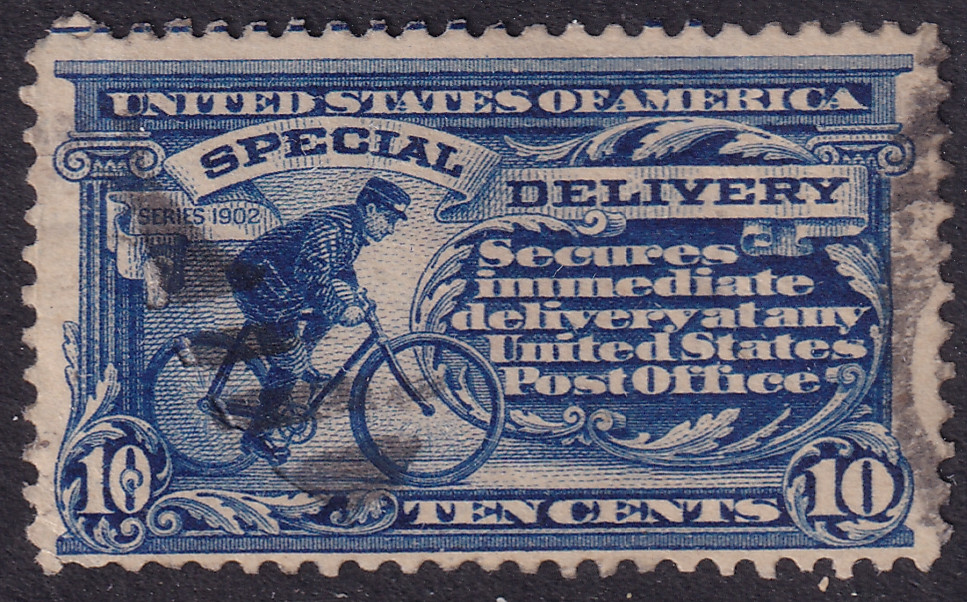 UNITED STATES OF AMERICA
SPECIAL
DELIVERY
SERIES 1902
Secures
immediate
delivery at any
United States
Post Office
10
TEN CENTS
10